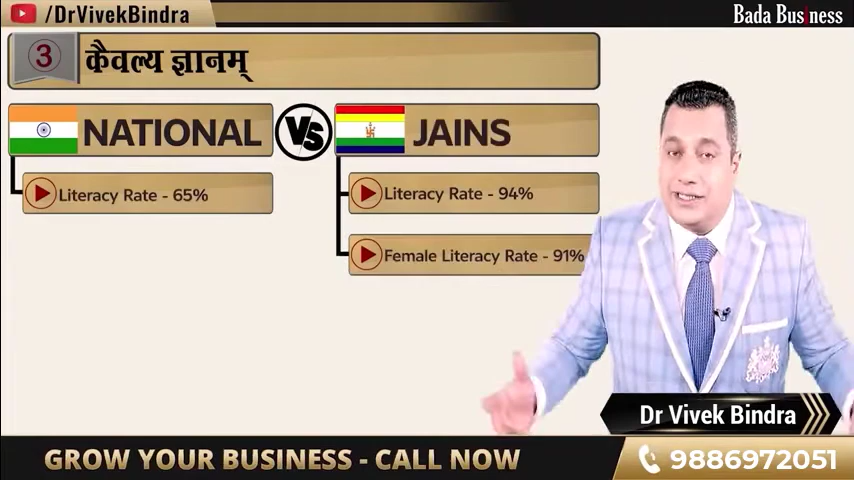 /DrVivekBindra
Bada Business
3
कैवल्य ज्ञानम्
NATIONAL
VS
JAINS
Literacy Rate - 65%
Literacy Rate - 94%
Female Literacy Rate - 91%
Dr Vivek Bindra
GROW YOUR BUSINESS - CALL NOW
9886972051